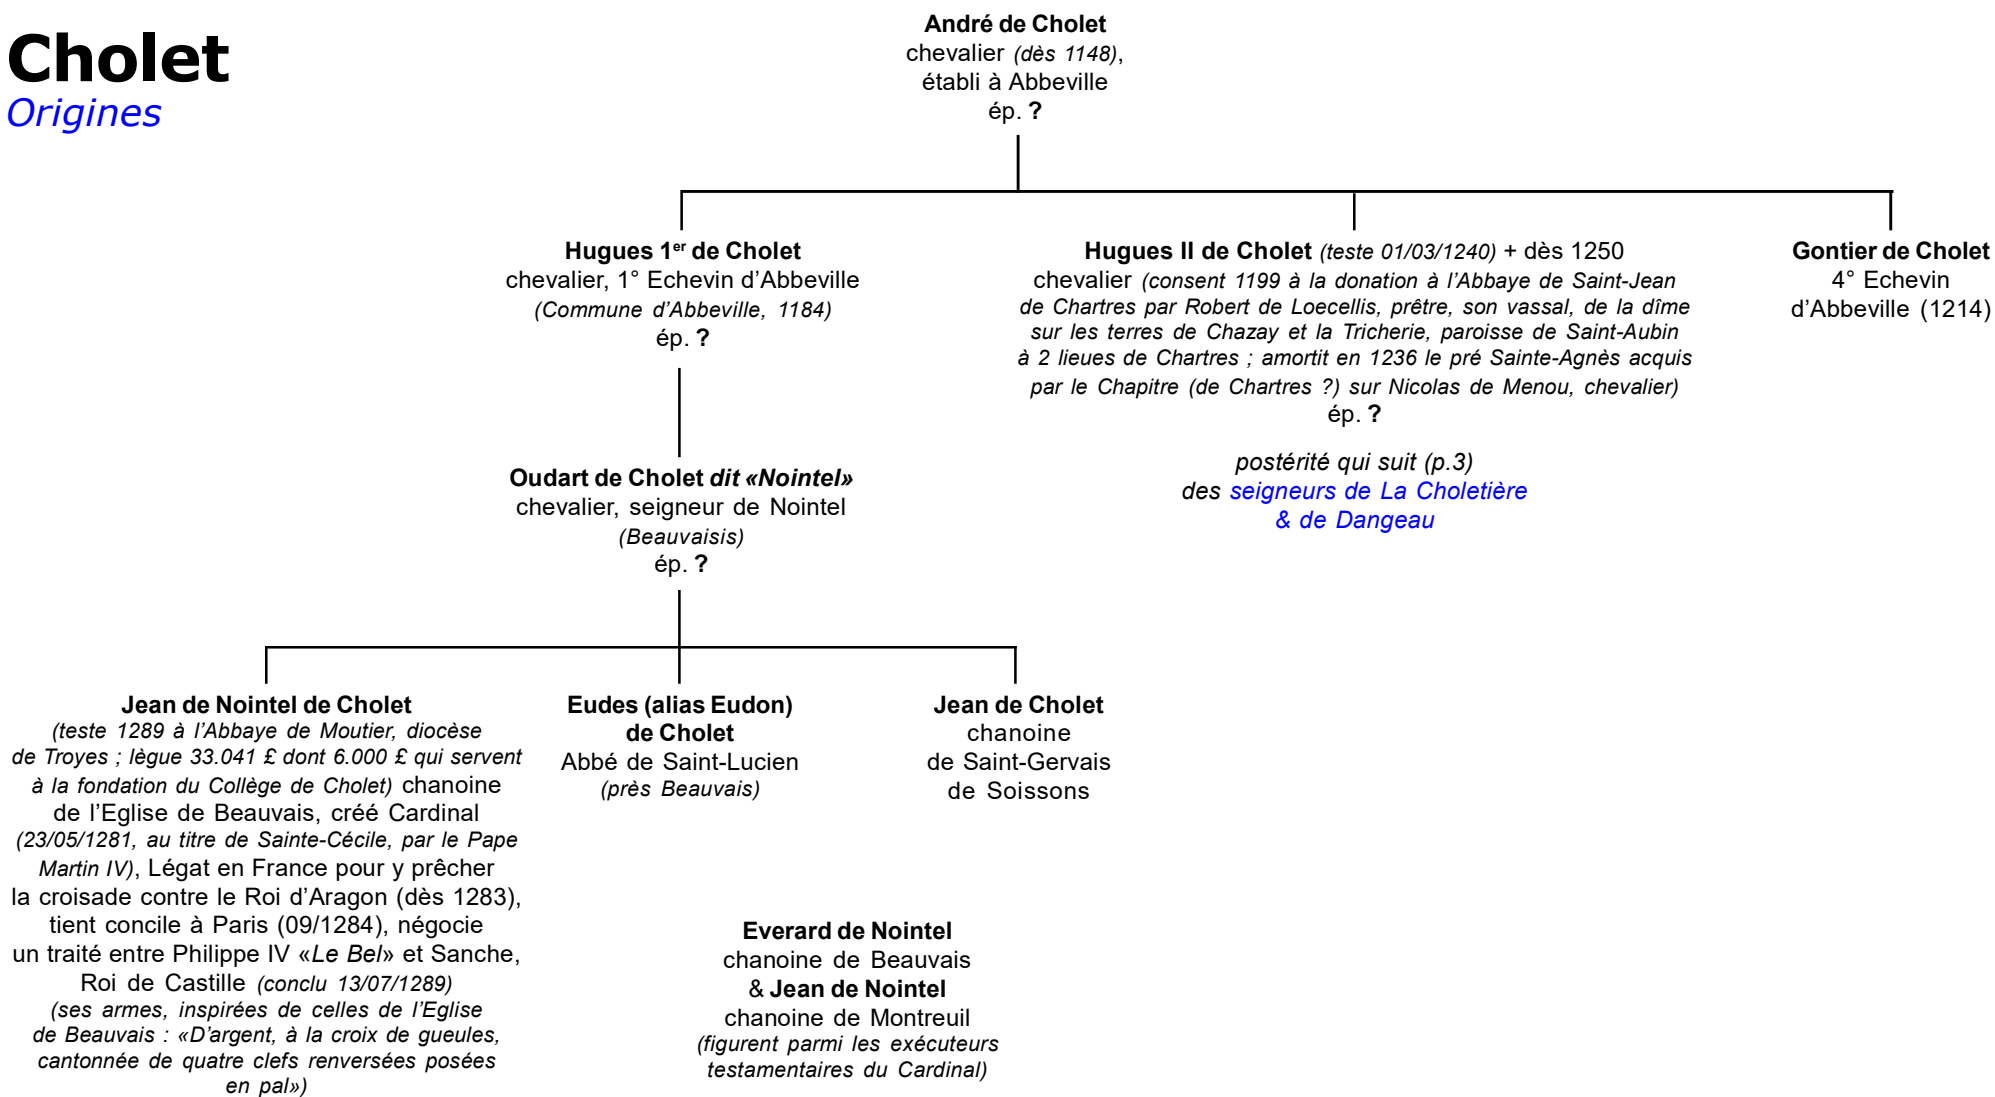 Cholet
Origines
André de Cholet
chevalier (dès 1148),
établi à Abbeville
ép. ?
Hugues 1er de Cholet
chevalier, 1° Echevin d’Abbeville
(Commune d’Abbeville, 1184)
ép. ?
Hugues II de Cholet (teste 01/03/1240) + dès 1250
chevalier (consent 1199 à la donation à l’Abbaye de Saint-Jean
de Chartres par Robert de Loecellis, prêtre, son vassal, de la dîme
sur les terres de Chazay et la Tricherie, paroisse de Saint-Aubin
à 2 lieues de Chartres ; amortit en 1236 le pré Sainte-Agnès acquis
par le Chapitre (de Chartres ?) sur Nicolas de Menou, chevalier)
ép. ?
postérité qui suit (p.3)
des seigneurs de La Choletière
& de Dangeau
Gontier de Cholet
4° Echevin
d’Abbeville (1214)
Oudart de Cholet dit «Nointel»
chevalier, seigneur de Nointel
(Beauvaisis)
ép. ?
Jean de Nointel de Cholet
(teste 1289 à l’Abbaye de Moutier, diocèse
de Troyes ; lègue 33.041 £ dont 6.000 £ qui servent
à la fondation du Collège de Cholet) chanoine
de l’Eglise de Beauvais, créé Cardinal
(23/05/1281, au titre de Sainte-Cécile, par le Pape
Martin IV), Légat en France pour y prêcher
la croisade contre le Roi d’Aragon (dès 1283),
tient concile à Paris (09/1284), négocie
un traité entre Philippe IV «Le Bel» et Sanche,
Roi de Castille (conclu 13/07/1289)
(ses armes, inspirées de celles de l’Eglise
de Beauvais : «D’argent, à la croix de gueules,
cantonnée de quatre clefs renversées posées
en pal»)
Eudes (alias Eudon)
de Cholet
Abbé de Saint-Lucien
(près Beauvais)
Jean de Cholet
chanoine
de Saint-Gervais
de Soissons
Everard de Nointel
chanoine de Beauvais
& Jean de Nointel
chanoine de Montreuil
(figurent parmi les exécuteurs
testamentaires du Cardinal)